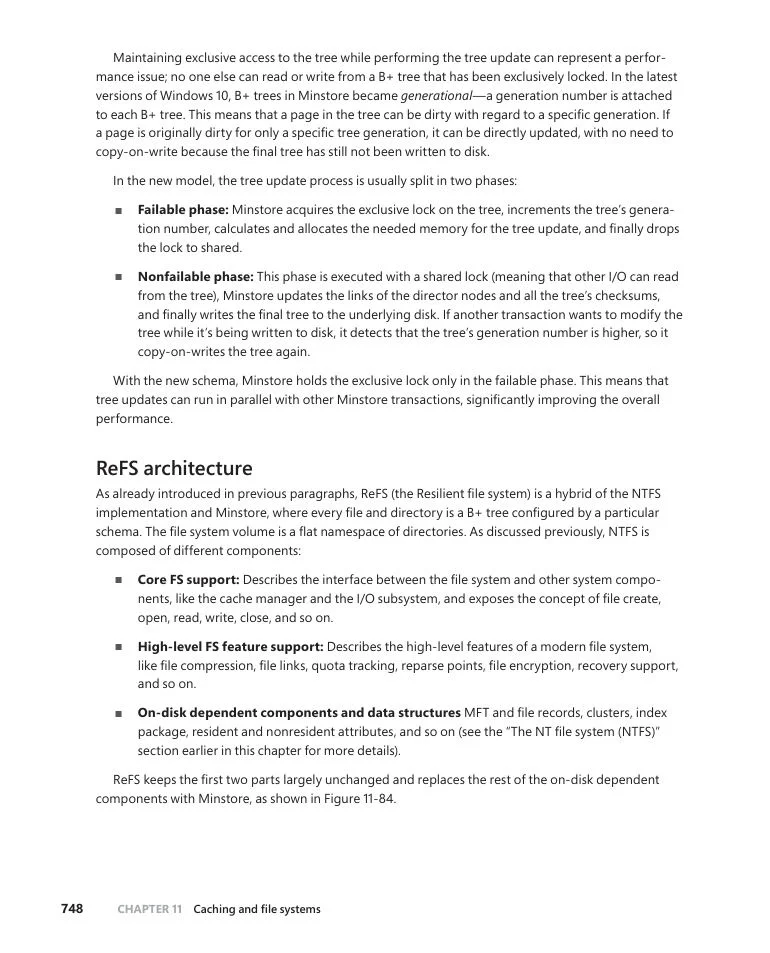 Maintaining exclusive access to the tree while performing the tree update can represent a perfor-
mance issue; no one else can read or write from a B+ tree that has been exclusively locked. In the latest
versions of Windows 10, B+ trees in Minstore became generational—a generation number is attached
to each B+ tree. This means that a page in the tree can be dirty with regard to a specific generation. If
a page is originally dirty for only a specific tree generation, it can be directly updated, with no need to
copy-on-write because the final tree has still not been written to disk.
In the new model, the tree update process is usually split in two phases:
■ Failable phase: Minstore acquires the exclusive lock on the tree, increments the tree's genera-
tion number, calculates and allocates the needed memory for the tree update, and finally drops
the lock to shared.
■ Nonfailable phase: This phase is executed with a shared lock (meaning that other I/O can read
from the tree), Minstore updates the links of the director nodes and all the tree's checksums,
and finally writes the final tree to the underlying disk. If another transaction wants to modify the
tree while it's being written to disk, it detects that the tree's generation number is higher, so it
copy-on-writes the tree again.
With the new schema, Minstore holds the exclusive lock only in the failable phase. This means that
tree updates can run in parallel with other Minstore transactions, significantly improving the overall
performance.
ReFS architecture
As already introduced in previous paragraphs, ReFS (the Resilient file system) is a hybrid of the NTFS
implementation and Minstore, where every file and directory is a B+ tree configured by a particular
schema. The file system volume is a flat namespace of directories. As discussed previously, NTFS is
composed of different components:
■ Core FS support: Describes the interface between the file system and other system compo-
nents, like the cache manager and the I/O subsystem, and exposes the concept of file create,
open, read, write, close, and so on.
■ High-level FS feature support: Describes the high-level features of a modern file system,
like file compression, file links, quota tracking, reparse points, file encryption, recovery support,
and so on.
■ On-disk dependent components and data structures MFT and file records, clusters, index
package, resident and nonresident attributes, and so on (see the "The NT file system (NTFS)"
section earlier in this chapter for more details).
ReFS keeps the first two parts largely unchanged and replaces the rest of the on-disk dependent
components with Minstore, as shown in Figure 11-84.
748 CHAPTER 11 Caching and file systems